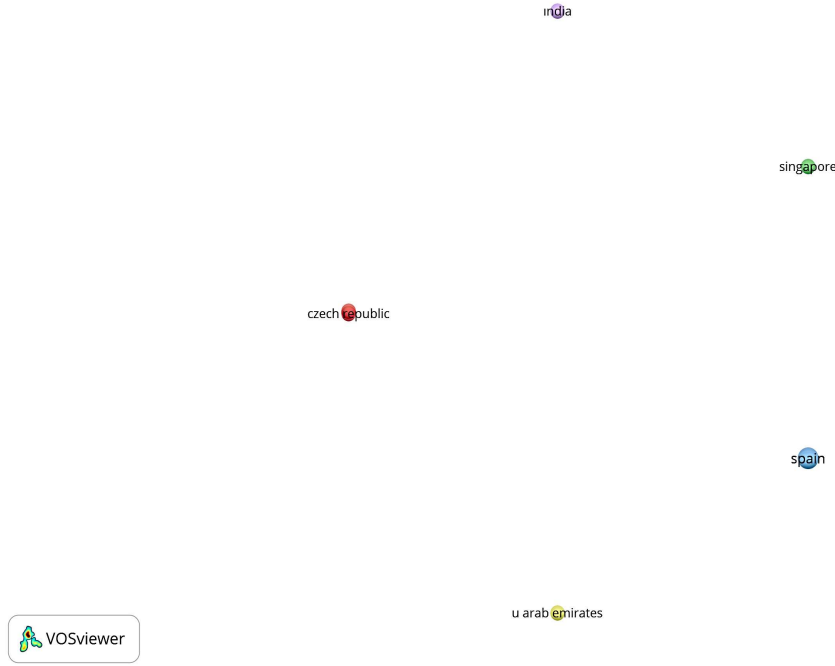 india
singapore
czech republic
spain
u arab emirates
VOSviewer